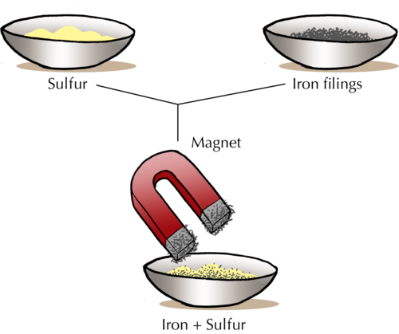 Sulfur
Iron filings
Magnet
Iron + Sulfur